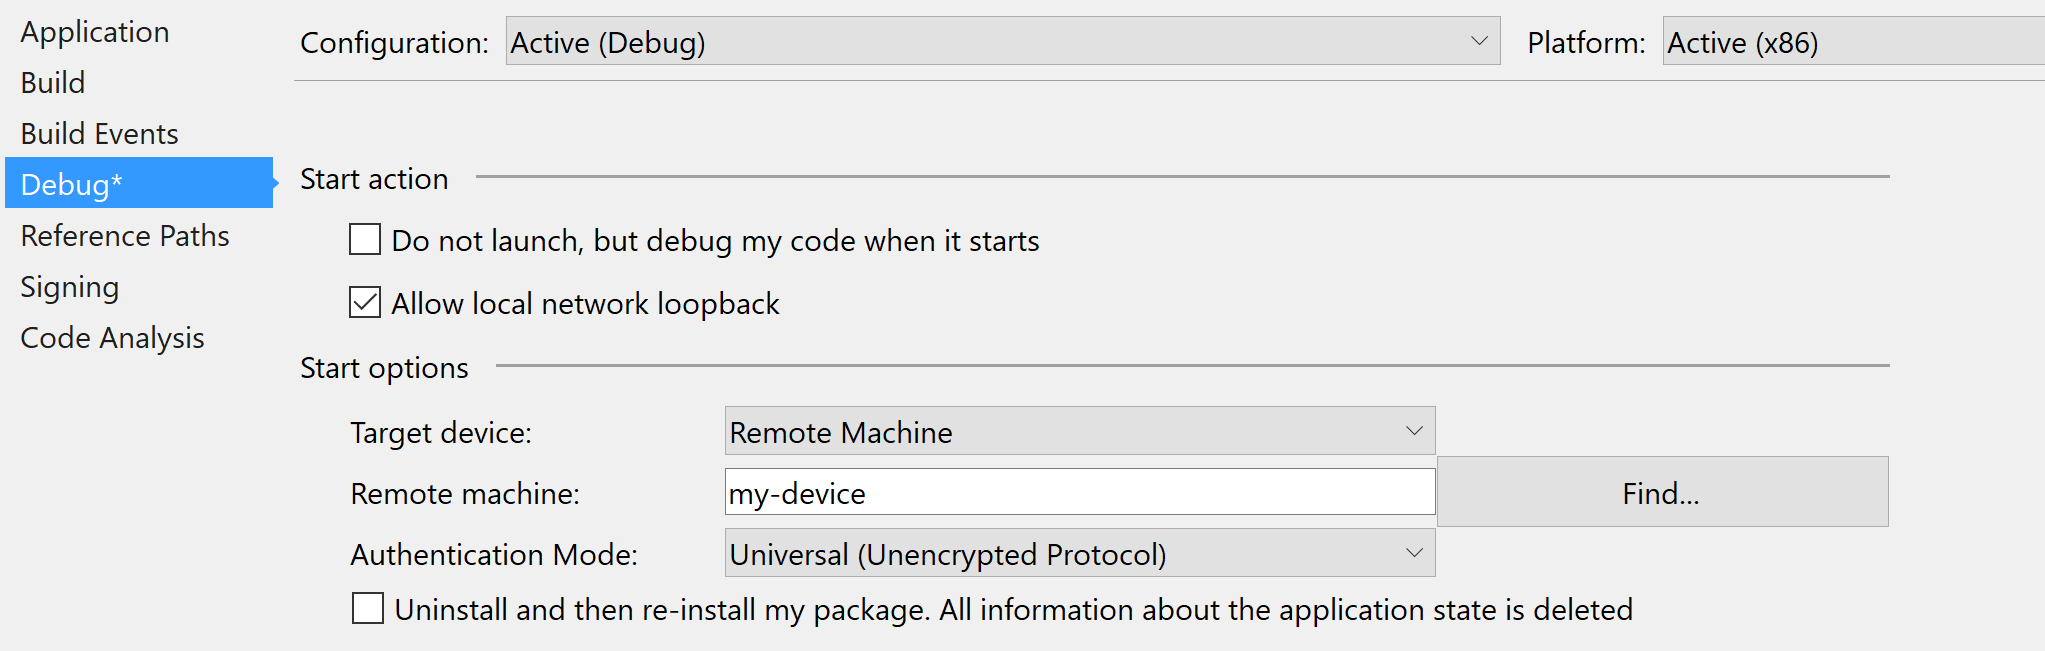 Application
Build
Build Events
Debug*
Reference Paths
Signing
Code Analysis
Configuration: Active (Debug) Platform: Active (x86)
Start action
Do not launch, but debug my code when it starts
Allow local network loopback
Start options
Target device: Remote Machine
Remote machine: my-device Find...
Authentication Mode: Universal (Unencrypted Protocol)
Uninstall and then re-install my package. All information about the application state is deleted